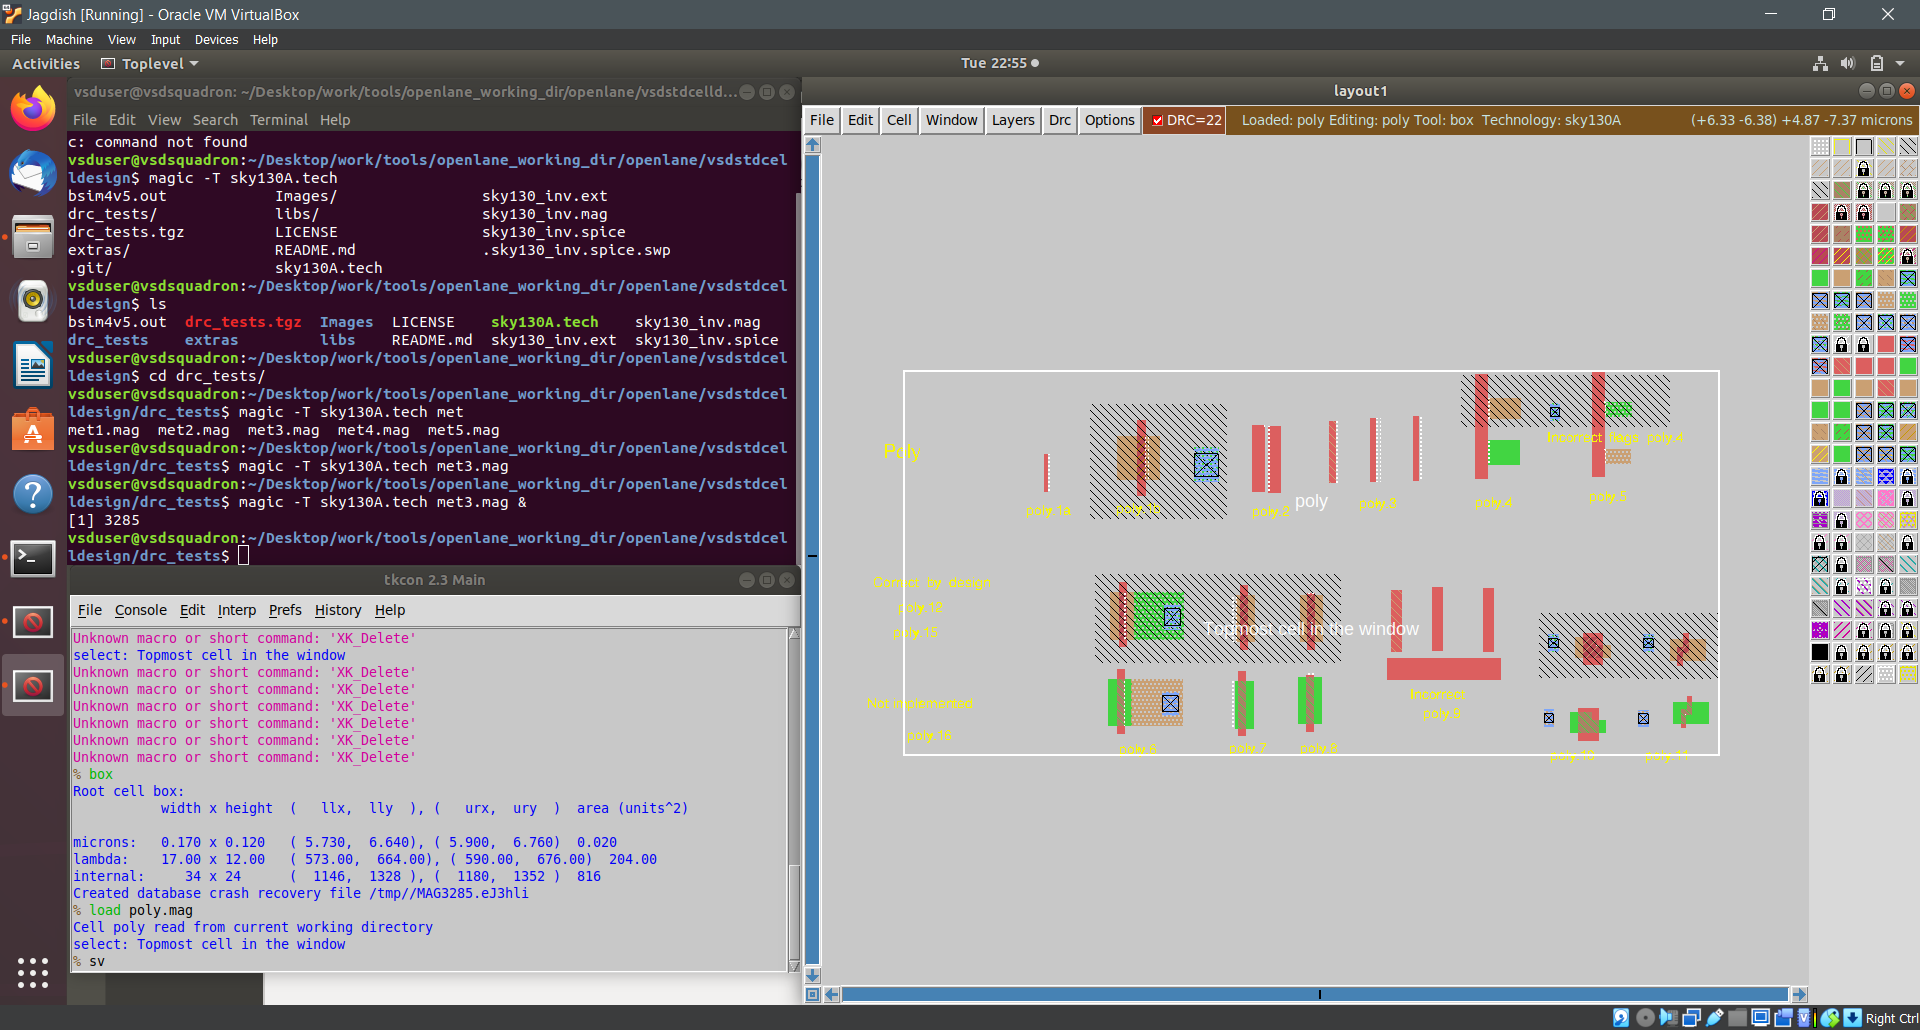 Jagdish [Running] - Oracle VM VirtualBox
File Machine View Input Devices Help
Activities Toplevel Tue 22:55
vsduser@vsdsquadron: ~/Desktop/work/tools/openlane_working_dir/openlane/vsdstdcelld...
File Edit View Search Terminal Help
c: command not found
vsduser@vsdsquadron:~/Desktop/work/tools/openlane_working_dir/openlane/vsdstdcel
ldesign$ magic -T sky130A.tech
bsim4v5.out Images/ sky130_inv.ext
drc_tests/ libs/ sky130_inv.mag
drc_tests.tgz LICENSE sky130_inv.spice
extras/ README.md .sky130_inv.spice.swp
.git/ sky130A.tech
vsduser@vsdsquadron:~/Desktop/work/tools/openlane_working_dir/openlane/vsdstdcel
ldesign$ ls
bsim4v5.out drc_tests.tgz Images LICENSE sky130A.tech sky130_inv.mag
drc_tests extras libs README.md sky130_inv.ext sky130_inv.spice
vsduser@vsdsquadron:~/Desktop/work/tools/openlane_working_dir/openlane/vsdstdcel
ldesign$ cd drc_tests/
vsduser@vsdsquadron:~/Desktop/work/tools/openlane_working_dir/openlane/vsdstdcel
ldesign/drc_tests$ magic -T sky130A.tech met
met1.mag met2.mag met3.mag met4.mag met5.mag
vsduser@vsdsquadron:~/Desktop/work/tools/openlane_working_dir/openlane/vsdstdcel
ldesign/drc_tests$ magic -T sky130A.tech met3.mag
vsduser@vsdsquadron:~/Desktop/work/tools/openlane_working_dir/openlane/vsdstdcel
ldesign/drc_tests$ magic -T sky130A.tech met3.mag &
[1] 3285
vsduser@vsdsquadron:~/Desktop/work/tools/openlane_working_dir/openlane/vsdstdcel
ldesign/drc_tests$
tkcon 2.3 Main
File Console Edit Interp Prefs History Help
Unknown macro or short command: 'XK_Delete'
select: Topmost cell in the window
Unknown macro or short command: 'XK_Delete'
Unknown macro or short command: 'XK_Delete'
Unknown macro or short command: 'XK_Delete'
Unknown macro or short command: 'XK_Delete'
Unknown macro or short command: 'XK_Delete'
Unknown macro or short command: 'XK_Delete'
% box
Root cell box:
width x height ( llx, lly ), ( urx, ury ) area (units^2)
microns: 0.170 x 0.120 ( 5.730, 6.640), ( 5.900, 6.760) 0.020
lambda: 17.00 x 12.00 ( 573.00, 664.00), ( 590.00, 676.00) 204.00
internal: 34 x 24 ( 1146, 1328 ), ( 1180, 1352 ) 816
Created database crash recovery file /tmp//MAG3285.eJ3hli
% load poly.mag
Cell poly read from current working directory
select: Topmost cell in the window
% sv
layout1
File Edit Cell Window Layers Drc Options DRC=22 Loaded: poly Editing: poly Tool: box Technology: sky130A (+6.33 -6.38) +4.87 -7.37 microns
Poly
Incorrect flags poly.4
poly.1a poly.1b poly.2 poly poly.3 poly.4 poly.5
Correct by design
poly.12
poly.15
Topmost cell in the window
Not implemented
poly.16
Incorrect
poly.9
poly.6 poly.7 poly.8 poly.10 poly.11
Right Ctrl